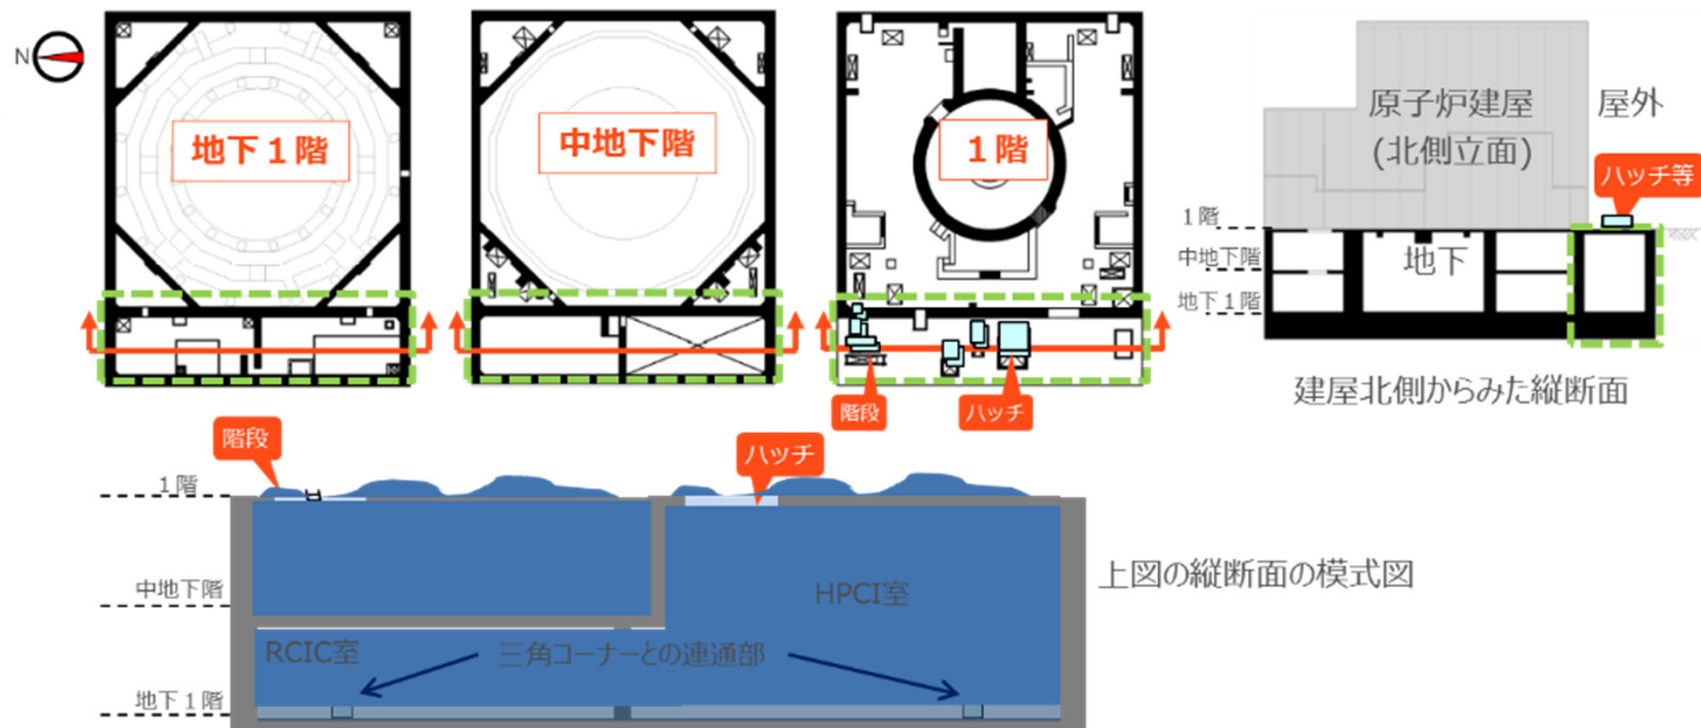 N
地下１階
中地下階
１階
階段
ハッチ
原子炉建屋
(北側立面)
屋外
ハッチ等
１階
中地下階
地下１階
地下
建屋北側からみた縦断面
階段
ハッチ
１階
中地下階
地下１階
HPCI室
RCIC室
三角コーナーとの連通部
上図の縦断面の模式図